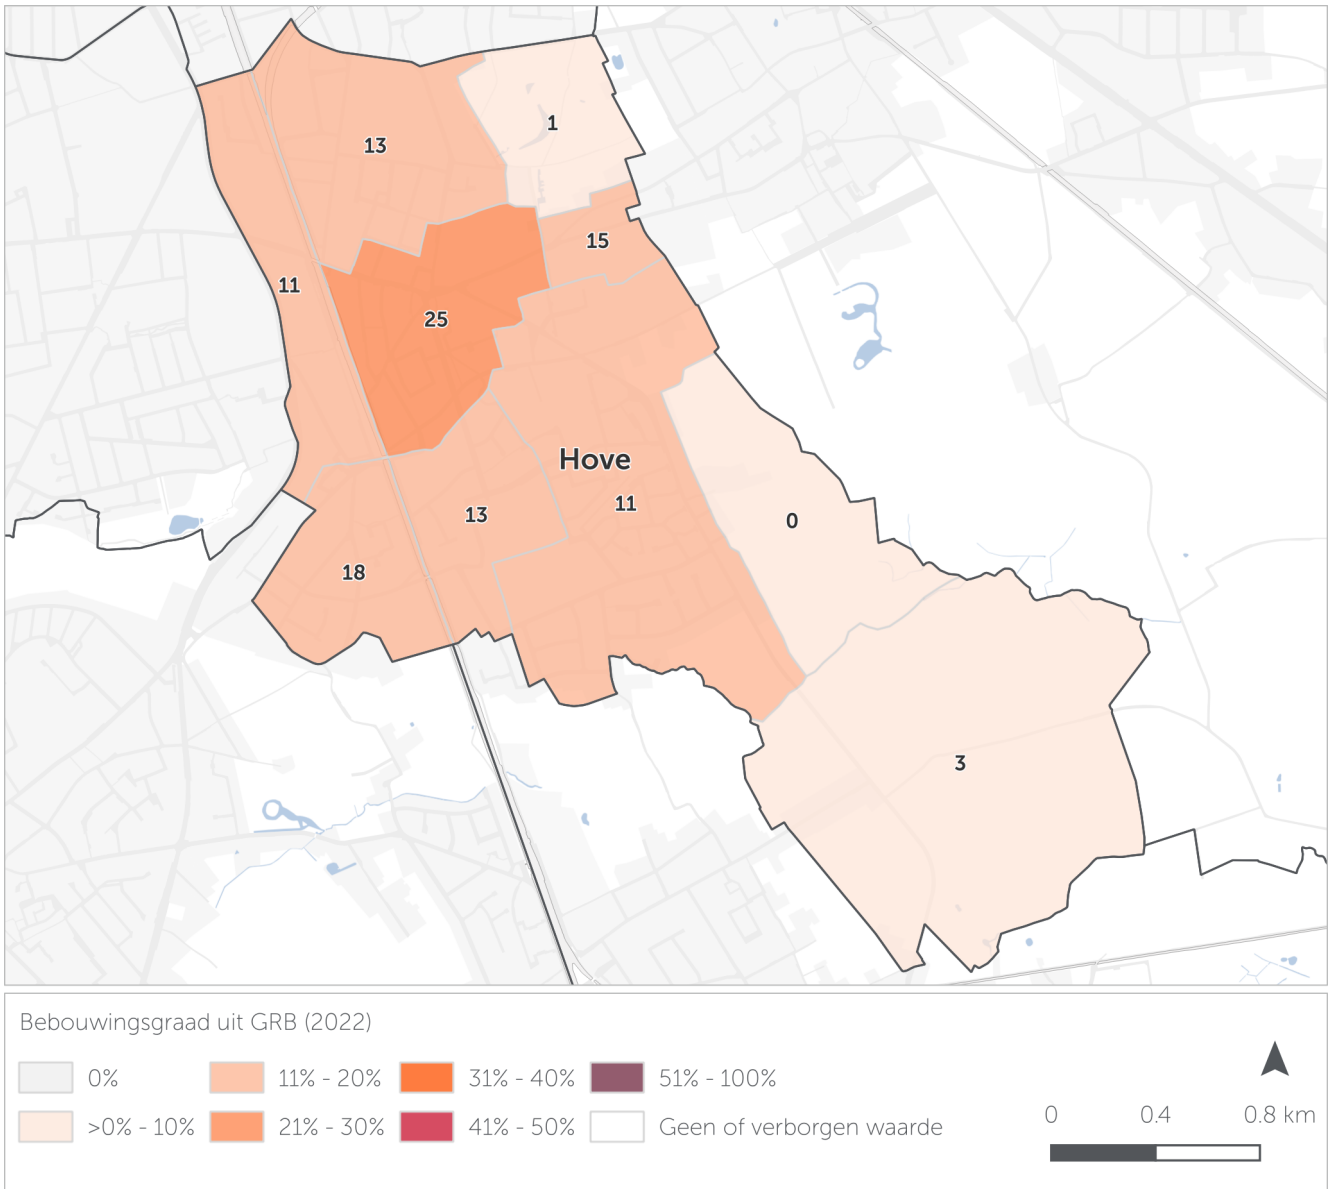 1
13
15
11
25
Hove
11
13
0
18
3
Bebouwingsgraad uit GRB (2022)
0%
11% - 20%
31% - 40%
51% - 100%
>0% - 10%
21% - 30%
41% - 50%
Geen of verborgen waarde
0 0.4 0.8 km